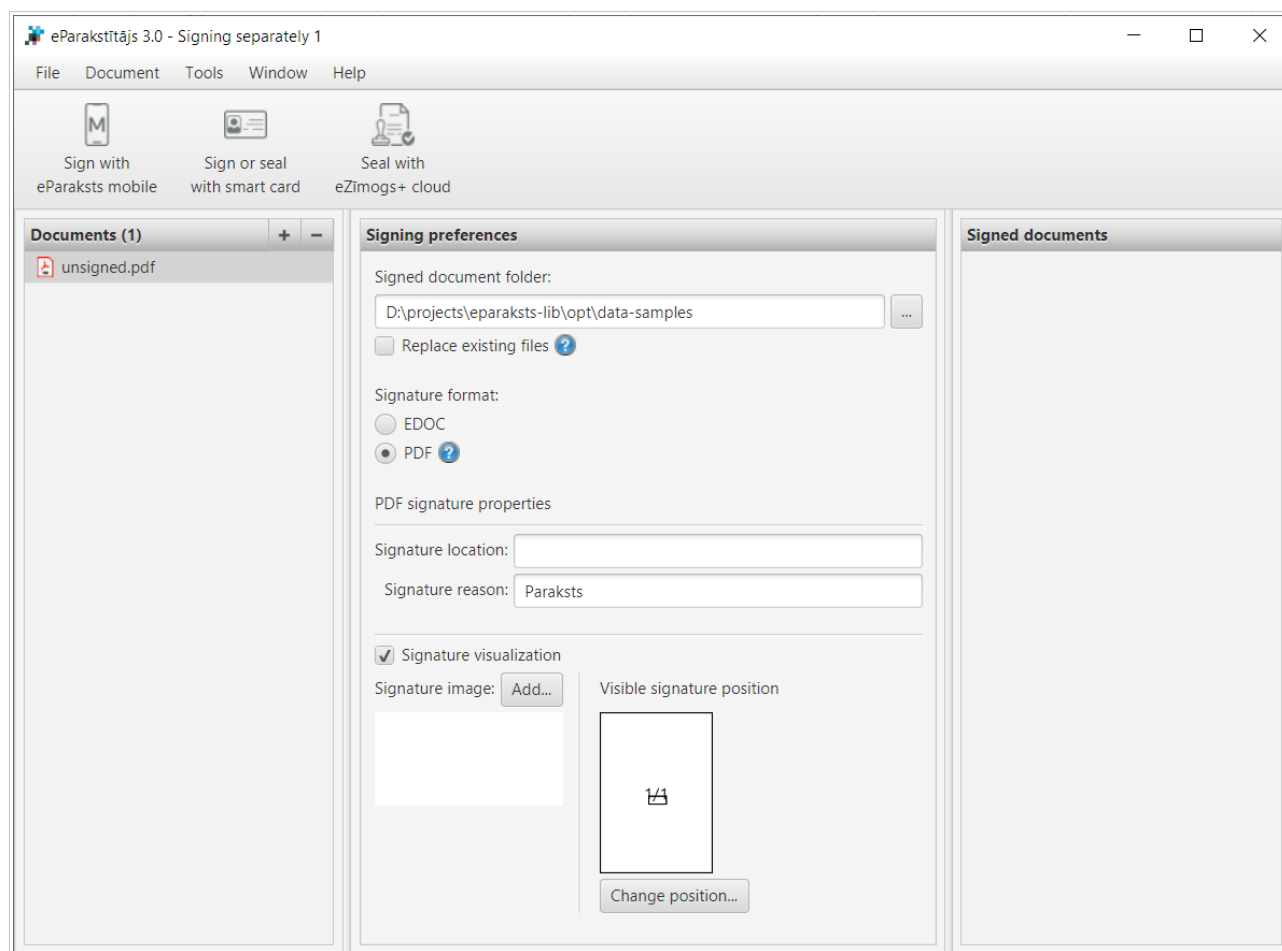 eParakstītājs 3.0 - Signing separately 1
File Document Tools Window Help
M
Sign with
eParaksts mobile
Sign or seal
with smart card
Seal with
eZīmogs+ cloud
Documents (1) + −
unsigned.pdf
Signing preferences
Signed document folder:
D:\projects\eparaksts-lib\opt\data-samples ...
Replace existing files ?
Signature format:
EDOC
PDF ?
PDF signature properties
Signature location:
Signature reason: Paraksts
Signature visualization
Signature image: Add...
Visible signature position
1/1
Change position...
Signed documents